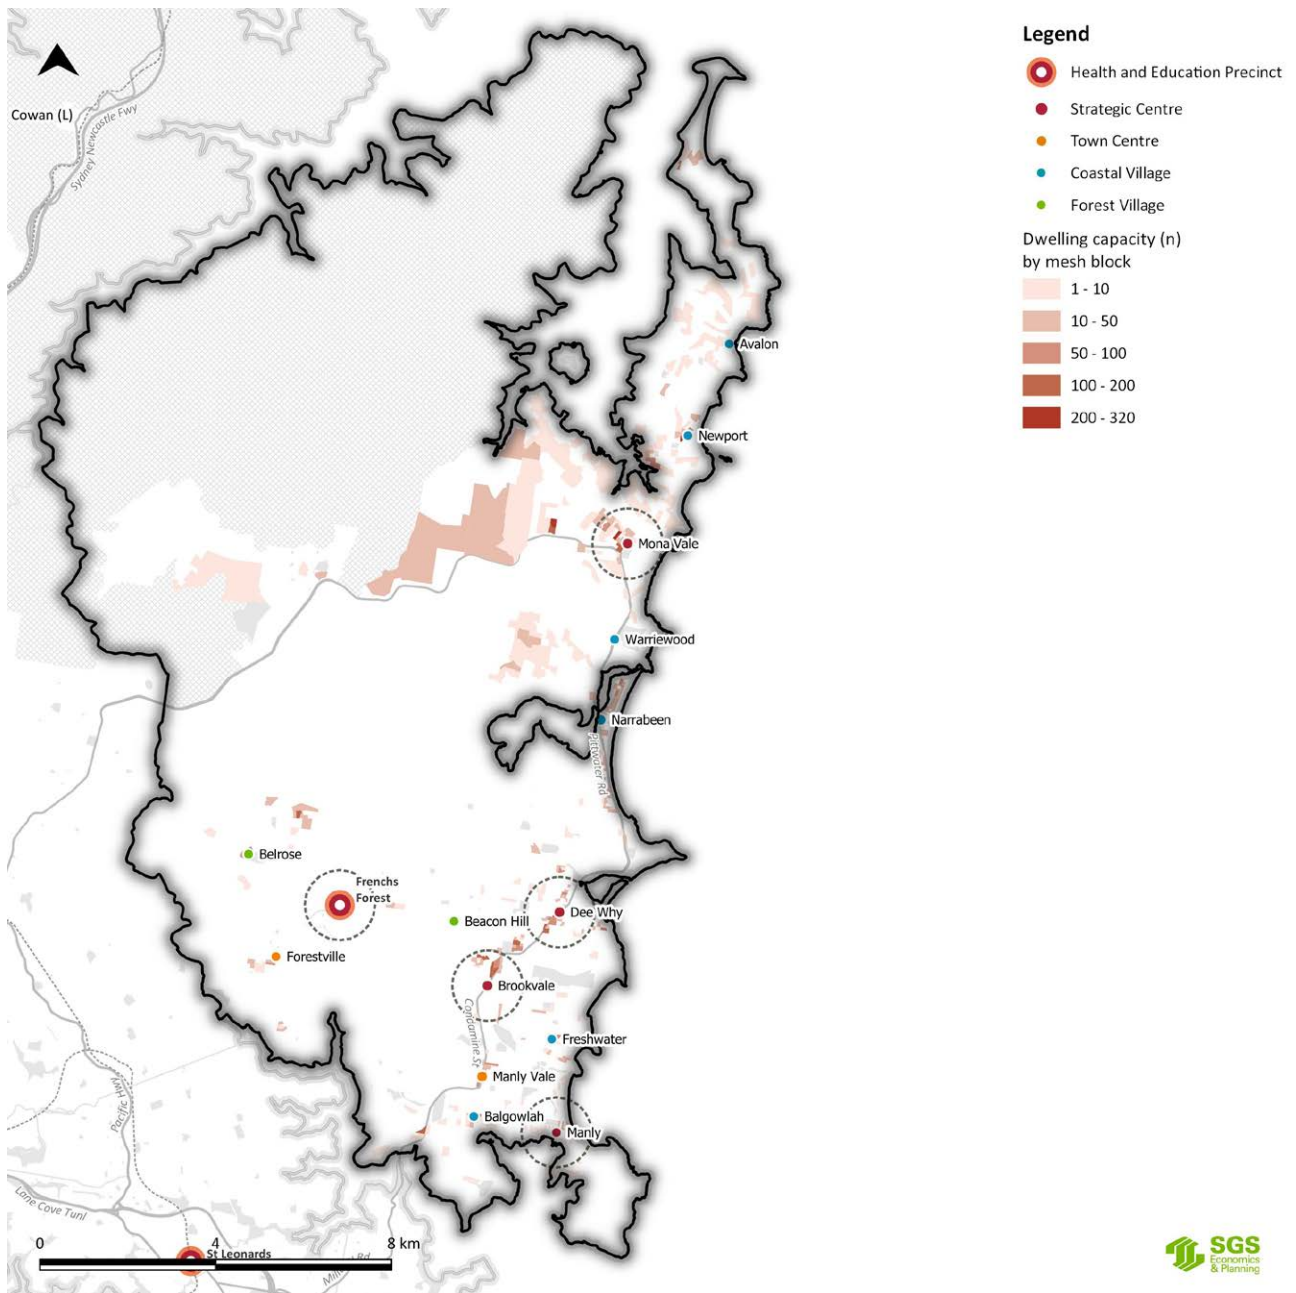 Legend
Health and Education Precinct
Strategic Centre
Town Centre
Coastal Village
Forest Village
Dwelling capacity (n)
by mesh block
1 - 10
10 - 50
50 - 100
100 - 200
200 - 320
Cowan (L)
Sydney Newcastle Fwy
Avalon
Newport
Mona Vale
Warriewood
Narrabeen
Pittwater Rd
Belrose
Frenchs
Forest
Beacon Hill
Dee Why
Forestville
Brookvale
Condamine St
Freshwater
Manly Vale
Balgowlah
Manly
Pacific Hwy
Lane Cove Tunl
St Leonards
Rd
0 4 8 km
SGS
Economics
& Planning